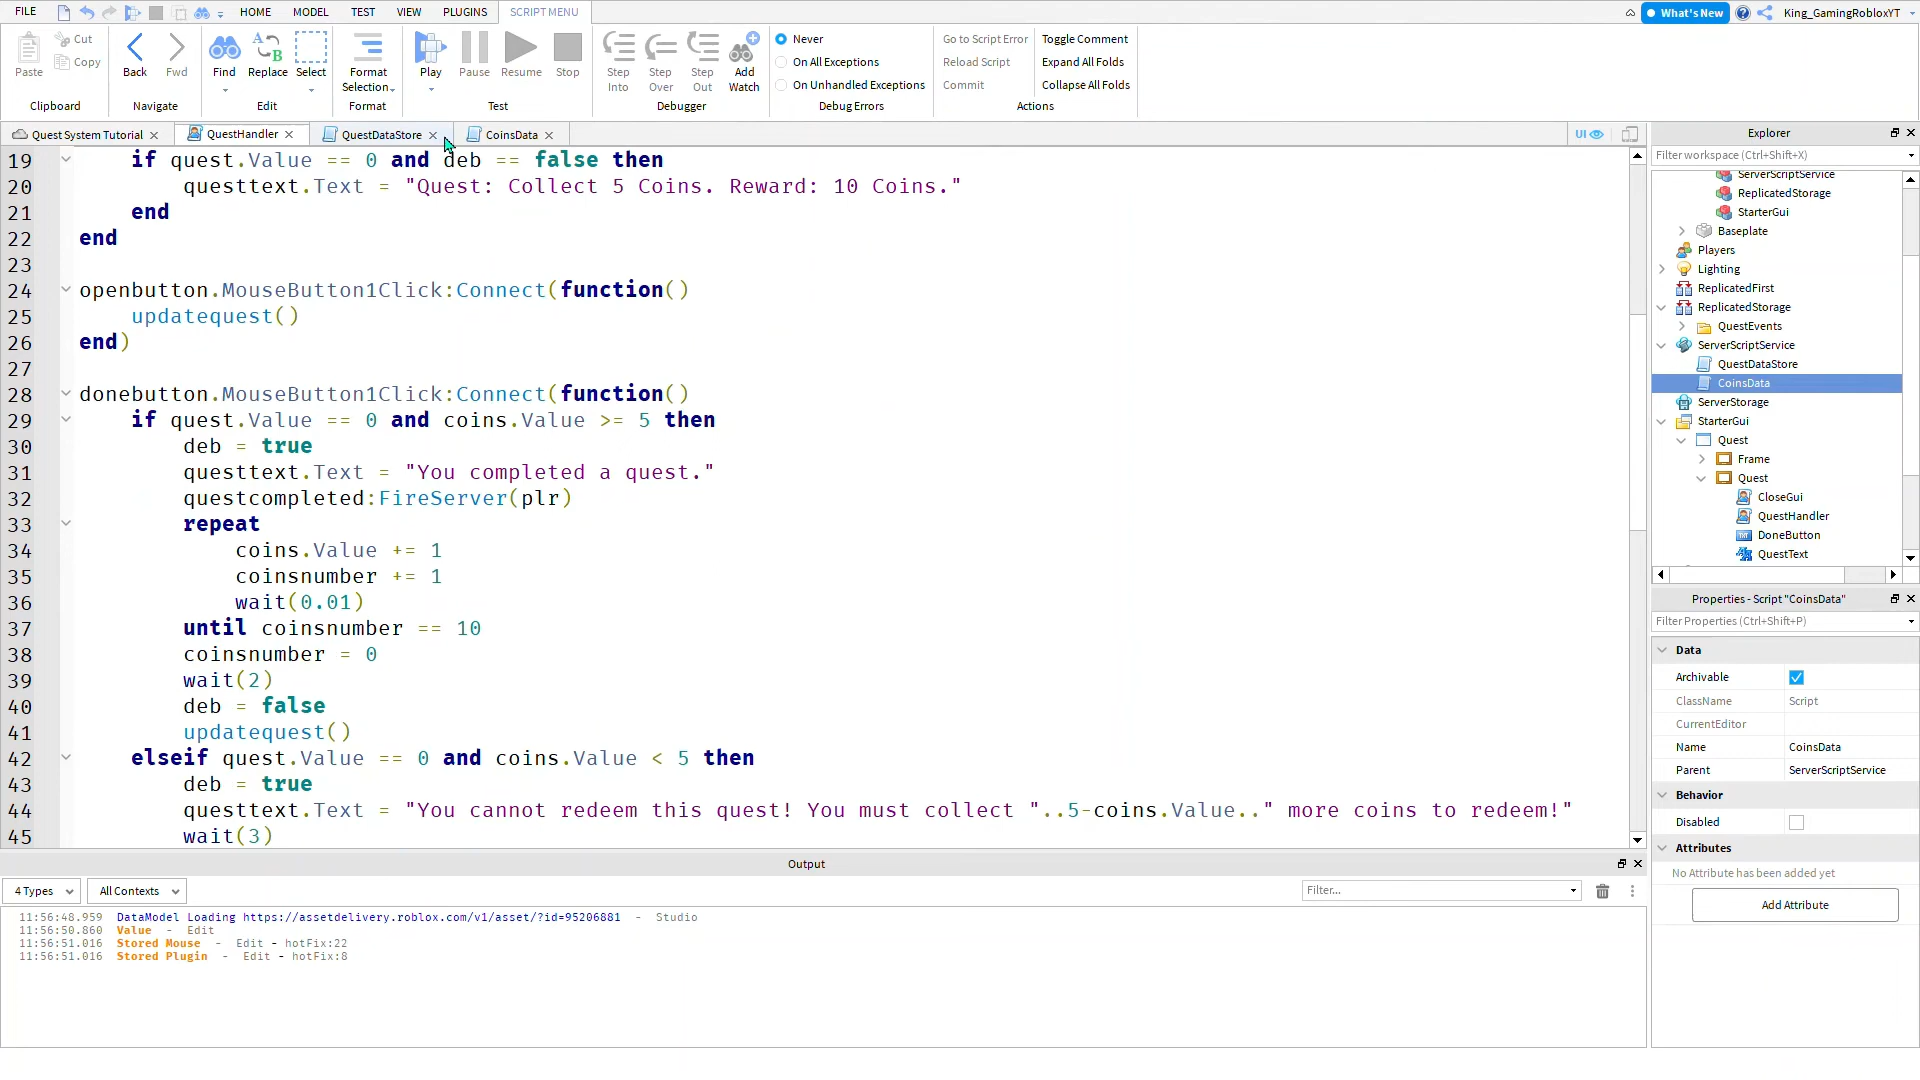 FILE HOME MODEL TEST VIEW PLUGINS SCRIPT MENU What's New King_GamingRobloxYT
Paste Cut Copy Clipboard
Back Fwd Navigate
Find Replace Select Edit
Format Selection Format
Play Pause Resume Stop Test
Step Into Step Over Step Out Add Watch Debugger
Never
On All Exceptions
On Unhandled Exceptions
Debug Errors
Go to Script Error Toggle Comment
Reload Script Expand All Folds
Commit Collapse All Folds
Actions
Quest System Tutorial QuestHandler QuestDataStore CoinsData UI
19 if quest.Value == 0 and deb == false then
20 questtext.Text = "Quest: Collect 5 Coins. Reward: 10 Coins."
21 end
22 end
23
24 openbutton.MouseButton1Click:Connect(function()
25 updatequest()
26 end)
27
28 donebutton.MouseButton1Click:Connect(function()
29 if quest.Value == 0 and coins.Value >= 5 then
30 deb = true
31 questtext.Text = "You completed a quest."
32 questcompleted:FireServer(plr)
33 repeat
34 coins.Value += 1
35 coinsnumber += 1
36 wait(0.01)
37 until coinsnumber == 10
38 coinsnumber = 0
39 wait(2)
40 deb = false
41 updatequest()
42 elseif quest.Value == 0 and coins.Value < 5 then
43 deb = true
44 questtext.Text = "You cannot redeem this quest! You must collect "..5-coins.Value.." more coins to redeem!"
45 wait(3)
Explorer
Filter workspace (Ctrl+Shift+X)
ServerScriptService
ReplicatedStorage
StarterGui
Baseplate
Players
Lighting
ReplicatedFirst
ReplicatedStorage
QuestEvents
ServerScriptService
QuestDataStore
CoinsData
ServerStorage
StarterGui
Quest
Frame
Quest
CloseGui
QuestHandler
DoneButton
QuestText
Properties - Script "CoinsData"
Filter Properties (Ctrl+Shift+P)
Data
Archivable
ClassName Script
CurrentEditor
Name CoinsData
Parent ServerScriptService
Behavior
Disabled
Attributes
No Attribute has been added yet
Add Attribute
Output
4 Types All Contexts Filter...
11:56:48.959 DataModel Loading https://assetdelivery.roblox.com/v1/asset/?id=95206881 - Studio
11:56:50.860 Value - Edit
11:56:51.016 Stored Mouse - Edit - hotFix:22
11:56:51.016 Stored Plugin - Edit - hotFix:8